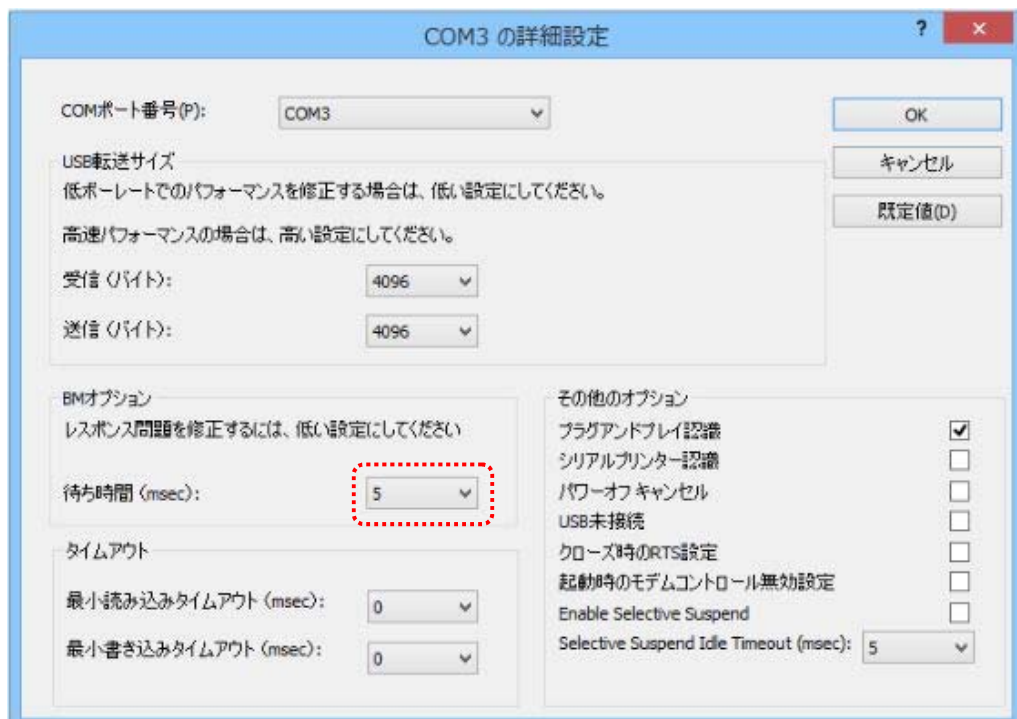 COM3 の詳細設定
?
×
COMポート番号(P):
COM3
OK
キャンセル
既定値(D)
USB転送サイズ
低ボーレートでのパフォーマンスを修正する場合は、低い設定にしてください。
高速パフォーマンスの場合は、高い設定にしてください。
受信 (バイト):
4096
送信 (バイト):
4096
BMオプション
レスポンス問題を修正するには、低い設定にしてください
待ち時間 (msec):
5
タイムアウト
最小読み込みタイムアウト (msec):
0
最小書き込みタイムアウト (msec):
0
その他のオプション
プラグアンドプレイ認識
シリアルプリンター認識
パワーオフ キャンセル
USB未接続
クローズ時のRTS設定
起動時のモデムコントロール無効設定
Enable Selective Suspend
Selective Suspend Idle Timeout (msec):
5